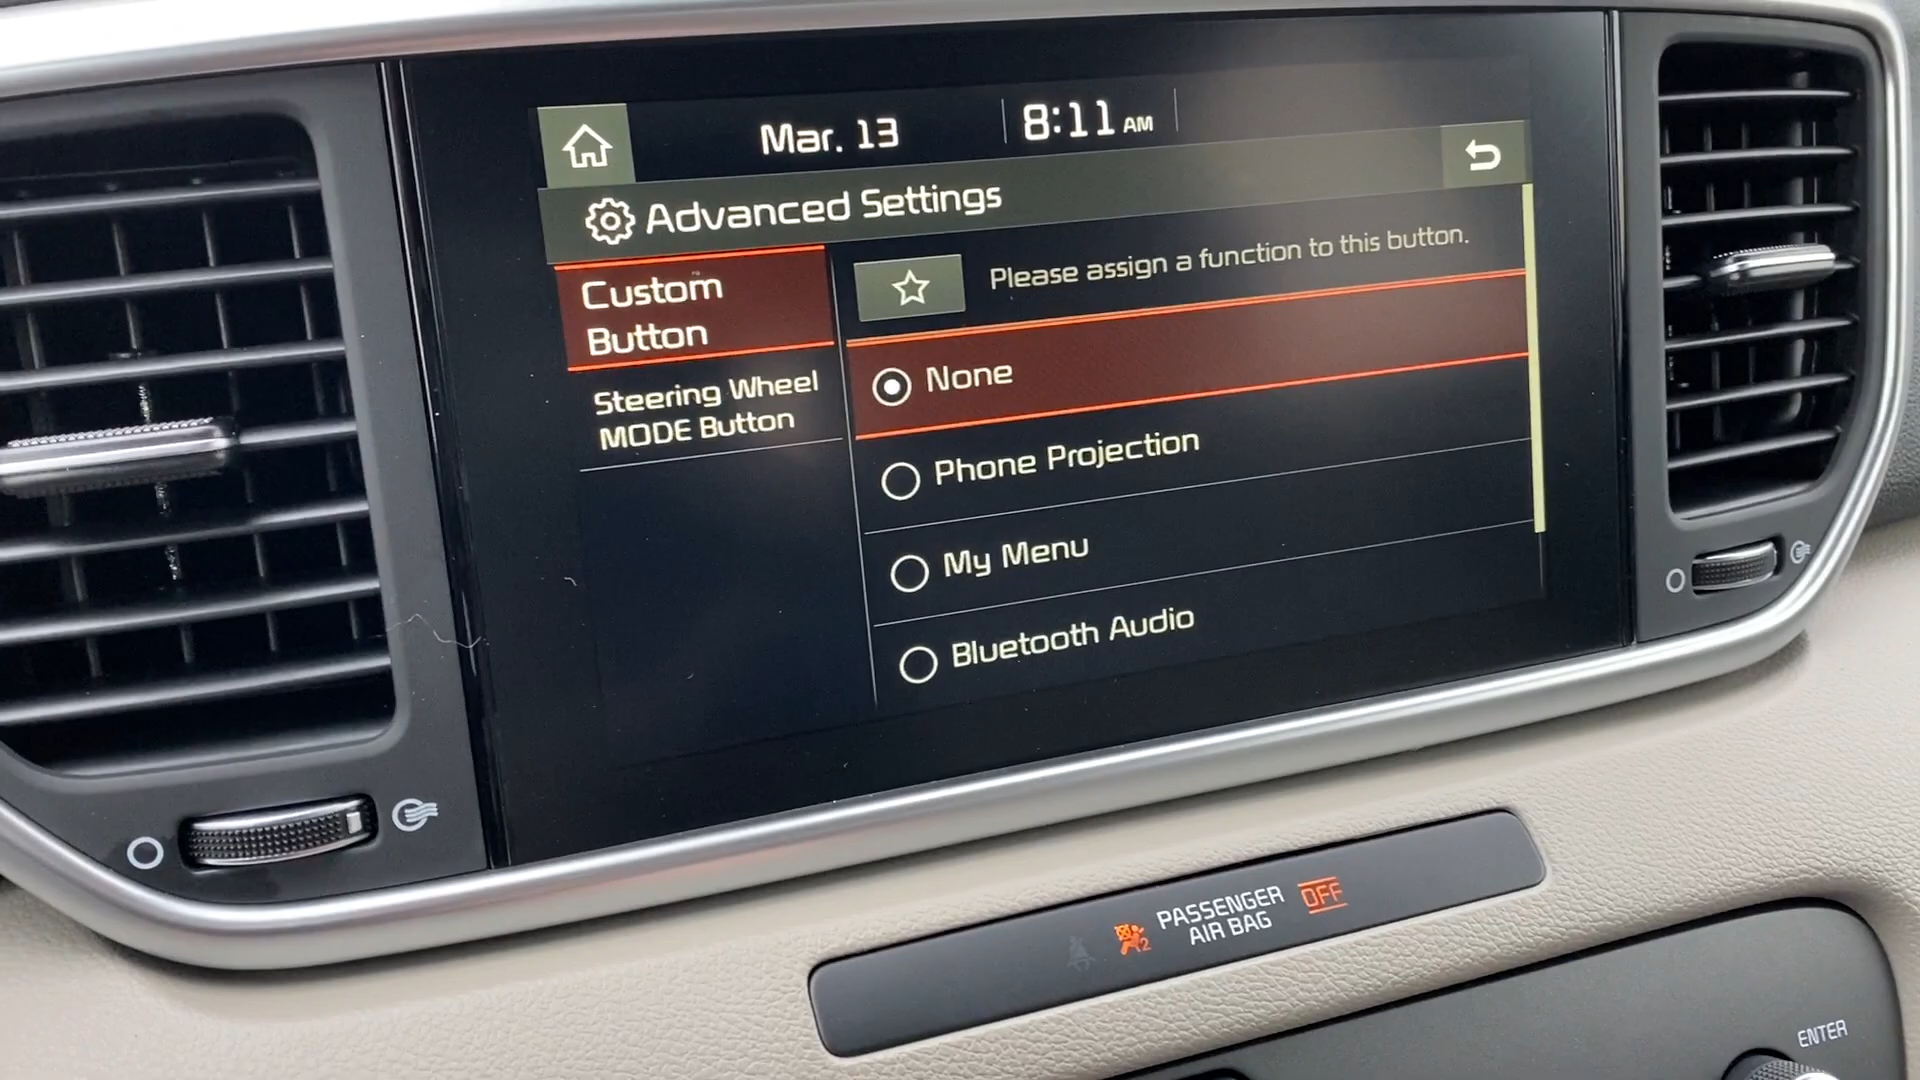 Mar. 13
8:11 AM
Advanced Settings
Custom
Button
Please assign a function to this button.
None
Steering Wheel
MODE Button
Phone Projection
My Menu
Bluetooth Audio
PASSENGER
AIR BAG
OFF
2
ENTER